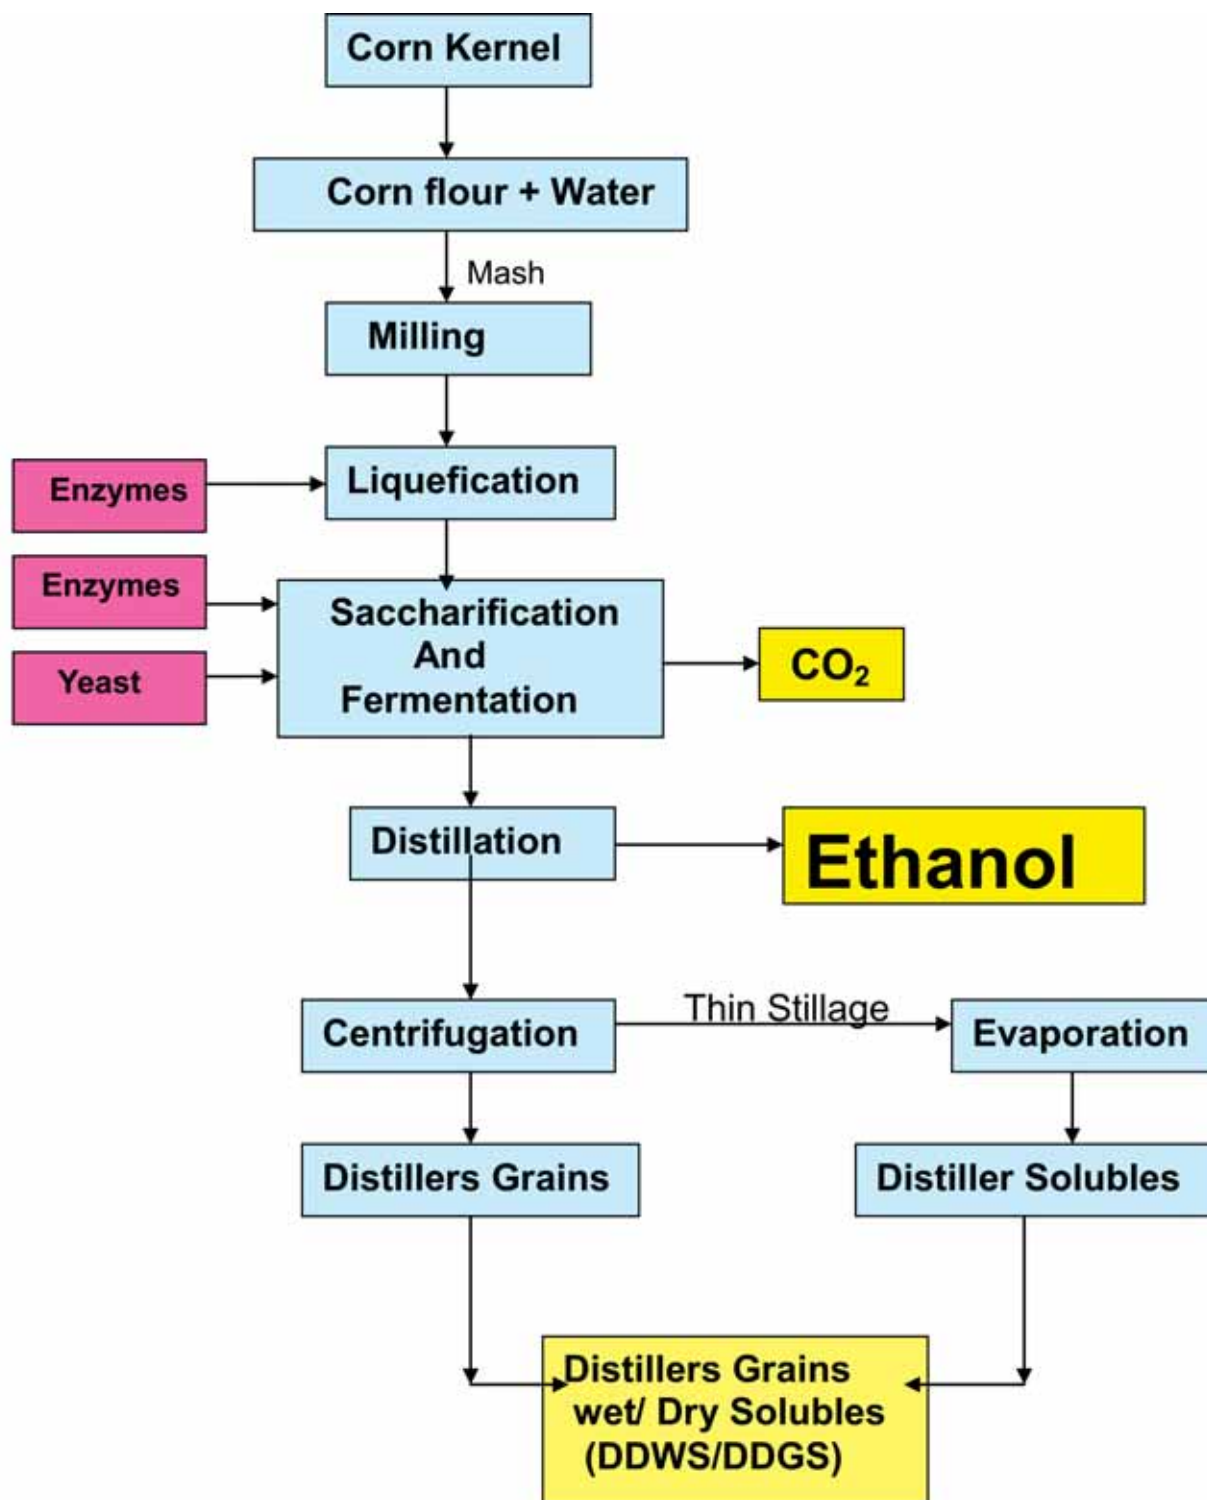 Corn Kernel
Corn flour + Water
Mash
Milling
Enzymes
Liquefication
Enzymes
Yeast
Saccharification
And
Fermentation
CO₂
Distillation
Ethanol
Centrifugation
Thin Stillage
Evaporation
Distillers Grains
Distiller Solubles
Distillers Grains
wet/ Dry Solubles
(DDWS/DDGS)